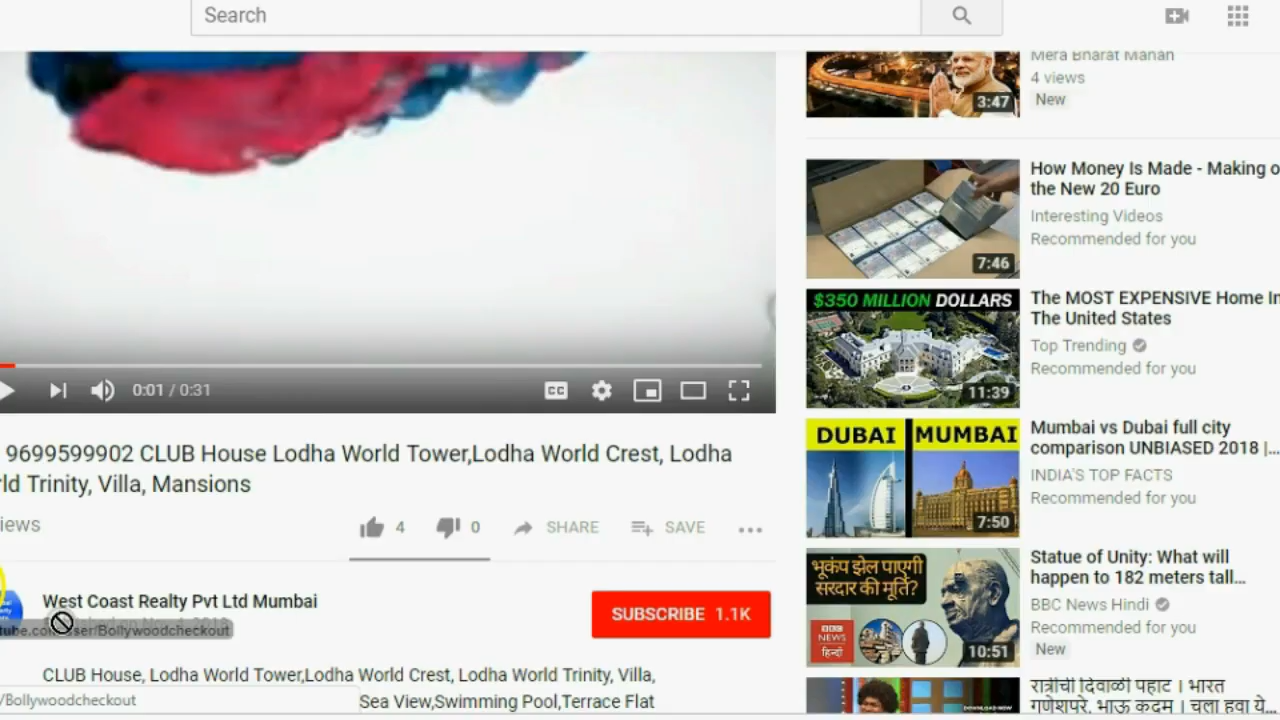 Search
Mera Bharat Mahan
4 views
3:47
New
How Money Is Made - Making o
the New 20 Euro
Interesting Videos
Recommended for you
7:46
$350 MILLION DOLLARS
The MOST EXPENSIVE Home In
The United States
Top Trending
Recommended for you
11:39
CC
0:01 / 0:31
DUBAI MUMBAI
Mumbai vs Dubai full city
comparison UNBIASED 2018 |...
INDIA'S TOP FACTS
Recommended for you
7:50
9699599902 CLUB House Lodha World Tower,Lodha World Crest, Lodha
ld Trinity, Villa, Mansions
iews
4
0
SHARE
SAVE
भूकंप झेल पाएगी
सरदार की मूर्ति?
BBC
NEWS
हिन्दी
10:51
Statue of Unity: What will
happen to 182 meters tall...
BBC News Hindi
Recommended for you
New
West Coast Realty Pvt Ltd Mumbai
SUBSCRIBE 1.1K
tube.com/user/Bollywoodcheckout
CLUB House, Lodha World Tower,Lodha World Crest, Lodha World Trinity, Villa,
/Bollywoodcheckout
Sea View,Swimming Pool,Terrace Flat
DOWNLOAD NOW
रात्रीची दिवाळी पहाट । भारत
गणेशपुरे, भाऊ कदम । चला हवा ये...